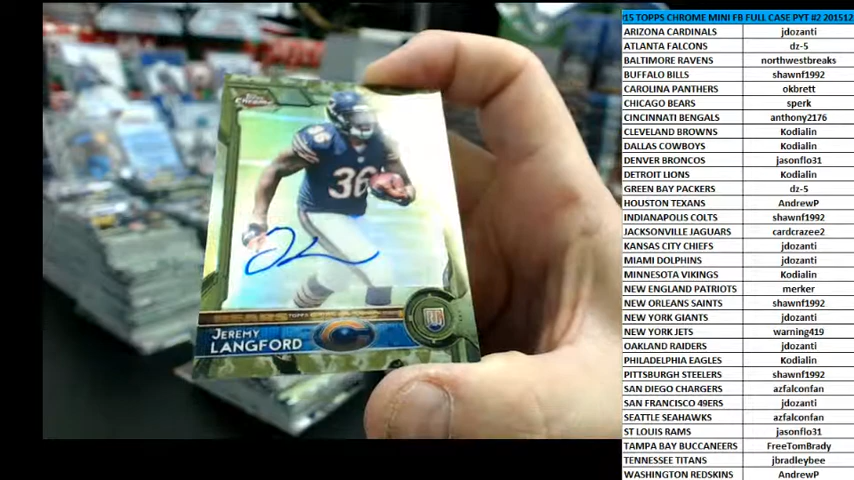 Topps
Chrome
36
36
JEREMY
LANGFORD
15 TOPPS CHROME MINI FB FULL CASE PYT #2 201512
ARIZONA CARDINALS jdozanti
ATLANTA FALCONS dz-5
BALTIMORE RAVENS northwestbreaks
BUFFALO BILLS shawnf1992
CAROLINA PANTHERS okbrett
CHICAGO BEARS sperk
CINCINNATI BENGALS anthony2176
CLEVELAND BROWNS Kodialin
DALLAS COWBOYS Kodialin
DENVER BRONCOS jasonflo31
DETROIT LIONS Kodialin
GREEN BAY PACKERS dz-5
HOUSTON TEXANS AndrewP
INDIANAPOLIS COLTS shawnf1992
JACKSONVILLE JAGUARS cardcrazee2
KANSAS CITY CHIEFS jdozanti
MIAMI DOLPHINS jdozanti
MINNESOTA VIKINGS Kodialin
NEW ENGLAND PATRIOTS merker
NEW ORLEANS SAINTS shawnf1992
NEW YORK GIANTS jdozanti
NEW YORK JETS warning419
OAKLAND RAIDERS jdozanti
PHILADELPHIA EAGLES Kodialin
PITTSBURGH STEELERS shawnf1992
SAN DIEGO CHARGERS azfalconfan
SAN FRANCISCO 49ERS jdozanti
SEATTLE SEAHAWKS azfalconfan
ST LOUIS RAMS jasonflo31
TAMPA BAY BUCCANEERS FreeTomBrady
TENNESSEE TITANS jbradleybee
WASHINGTON REDSKINS AndrewP